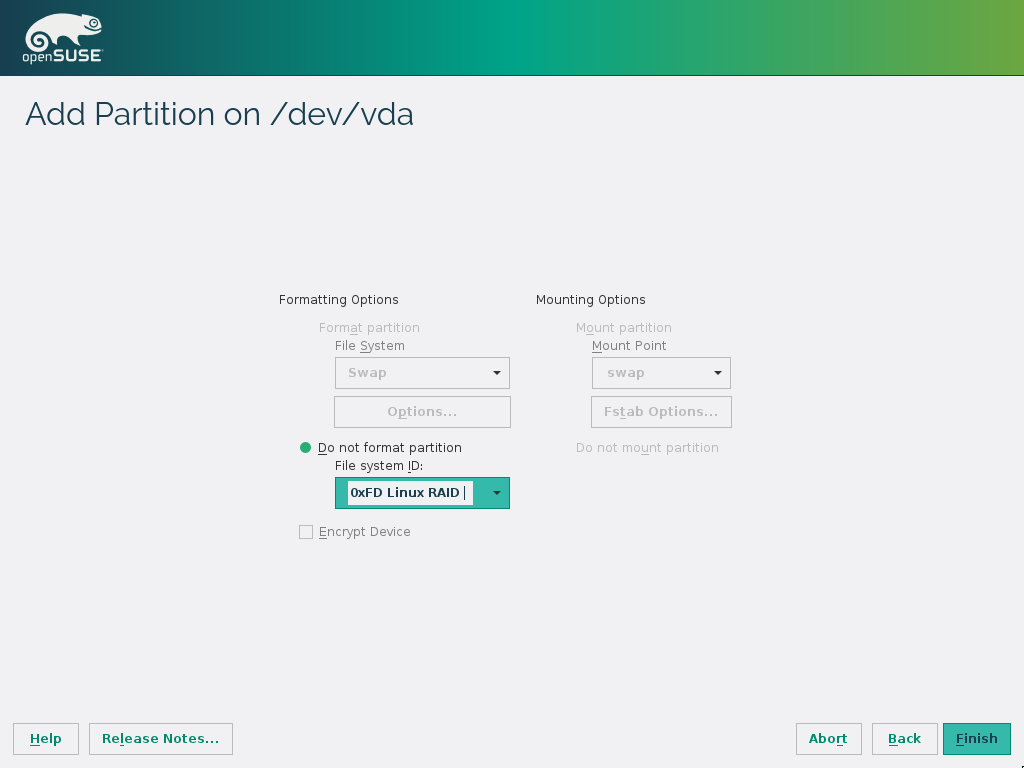 openSUSE
Add Partition on /dev/vda
Formatting Options
Format partition
File System
Swap
Options...
Do not format partition
File system ID:
0xFD Linux RAID
Encrypt Device
Mounting Options
Mount partition
Mount Point
swap
Fstab Options...
Do not mount partition
Help
Release Notes...
Abort
Back
Finish